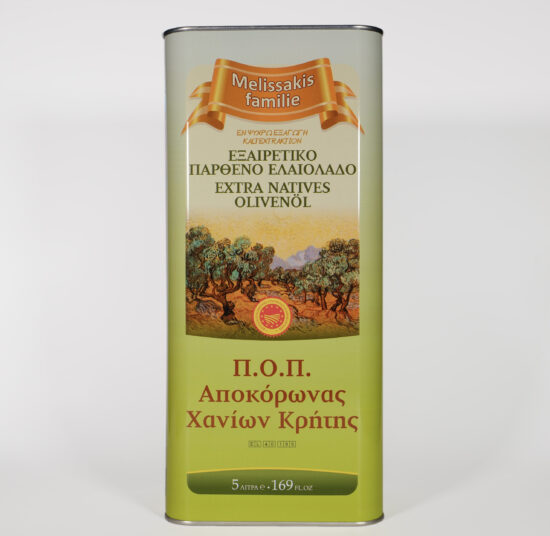 Melissakis
familie
ΕΝ ΨΥΧΡΩ ΕΞΑΓΩΓΗ
KALTEXTRAKTION
ΕΞΑΙΡΕΤΙΚΟ
ΠΑΡΘΕΝΟ ΕΛΑΙΟΛΑΔΟ
EXTRA NATIVES
OLIVENÖL
Π.Ο.Π.
Αποκόρωνας
Χανίων Κρήτης
5 ΛΙΤΡΑ e • 169 FL.OZ